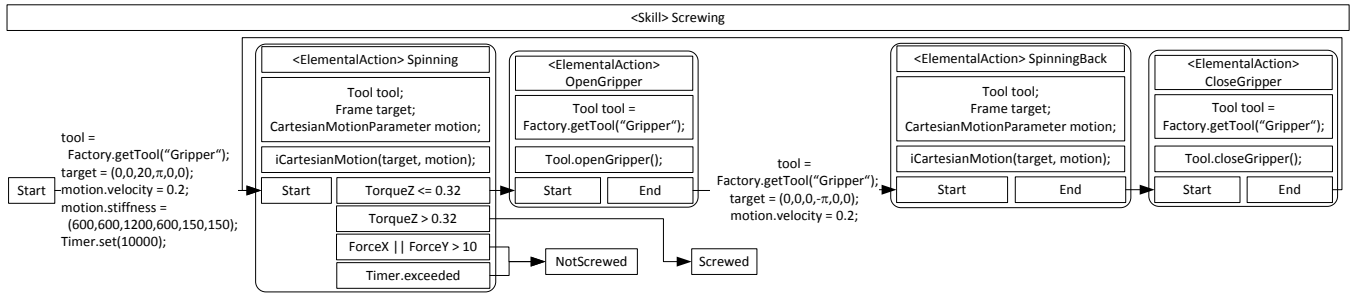 <Skill> Screwing
Start
tool =
Factory.getTool(“Gripper”);
target = (0,0,20,π,0,0);
motion.velocity = 0.2;
motion.stiffness =
(600,600,1200,600,150,150);
Timer.set(10000);
<ElementalAction> Spinning
Tool tool;
Frame target;
CartesianMotionParameter motion;
iCartesianMotion(target, motion);
Start
TorqueZ <= 0.32
TorqueZ > 0.32
ForceX || ForceY > 10
Timer.exceeded
<ElementalAction>
OpenGripper
Tool tool =
Factory.getTool(“Gripper”);
Tool.openGripper();
Start
End
NotScrewed
Screwed
tool =
Factory.getTool(“Gripper”);
target = (0,0,0,-π,0,0);
motion.velocity = 0.2;
<ElementalAction> SpinningBack
Tool tool;
Frame target;
CartesianMotionParameter motion;
iCartesianMotion(target, motion);
Start
End
<ElementalAction>
CloseGripper
Tool tool =
Factory.getTool(“Gripper”);
Tool.closeGripper();
Start
End